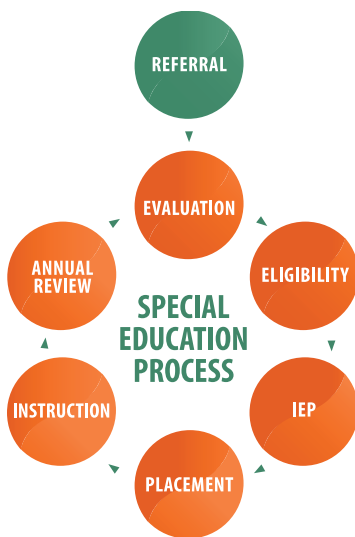 REFERRAL
EVALUATION
ELIGIBILITY
IEP
PLACEMENT
INSTRUCTION
ANNUAL
REVIEW
SPECIAL
EDUCATION
PROCESS